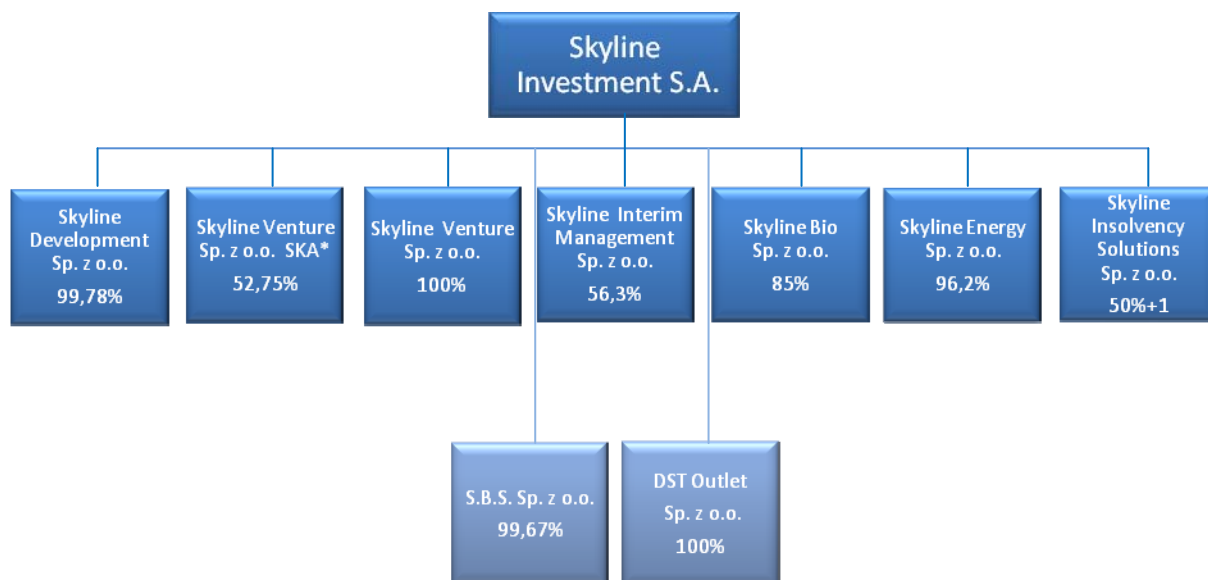 Skyline
Investment S.A.
Skyline
Development
Sp. z o.o.
99,78%
Skyline Venture
Sp. z o.o. SKA*
52,75%
Skyline Venture
Sp. z o.o.
100%
Skyline Interim
Management
Sp. z o.o.
56,3%
Skyline Bio
Sp. z o.o.
85%
Skyline Energy
Sp. z o.o.
96,2%
Skyline
Insolvency
Solutions
Sp. z o.o.
50%+1
S.B.S. Sp. z o.o.
99,67%
DST Outlet
Sp. z o.o.
100%